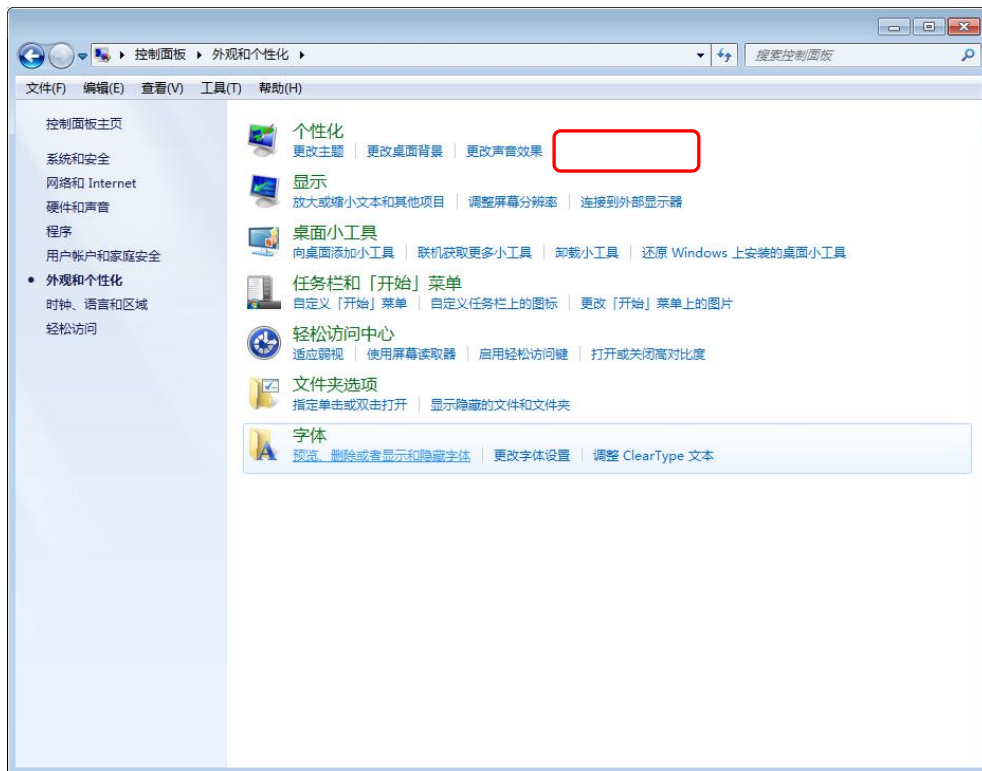 控制面板 外观和个性化
搜索控制面板
文件(F) 编辑(E) 查看(V) 工具(T) 帮助(H)
控制面板主页
系统和安全
网络和 Internet
硬件和声音
程序
用户帐户和家庭安全
外观和个性化
时钟、语言和区域
轻松访问
个性化
更改主题 更改桌面背景 更改声音效果
显示
放大或缩小文本和其他项目 调整屏幕分辨率 连接到外部显示器
桌面小工具
向桌面添加小工具 联机获取更多小工具 卸载小工具 还原 Windows 上安装的桌面小工具
任务栏和「开始」菜单
自定义「开始」菜单 自定义任务栏上的图标 更改「开始」菜单上的图片
轻松访问中心
适应弱视 使用屏幕读取器 启用轻松访问键 打开或关闭高对比度
文件夹选项
指定单击或双击打开 显示隐藏的文件和文件夹
字体
预览、删除或者显示和隐藏字体 更改字体设置 调整 ClearType 文本